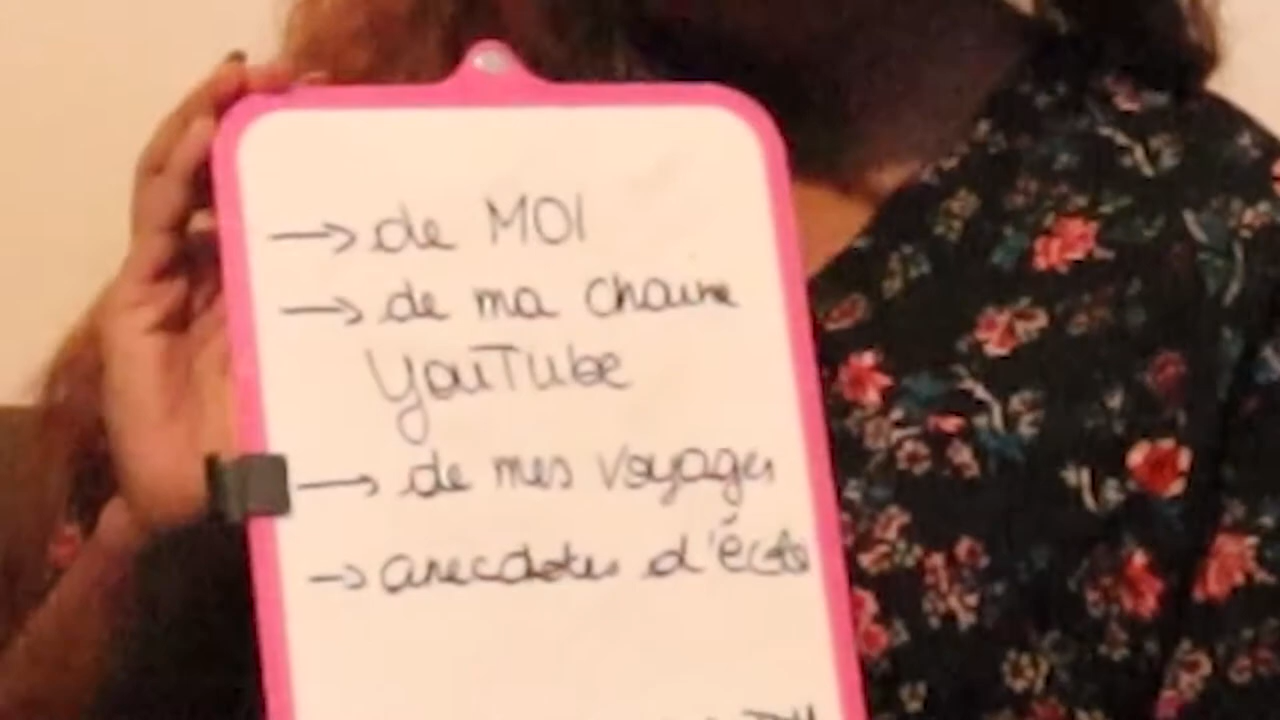 → de MOI
→ de ma chaine
YouTube
→ de mes voyages
→ anecdotes d'école